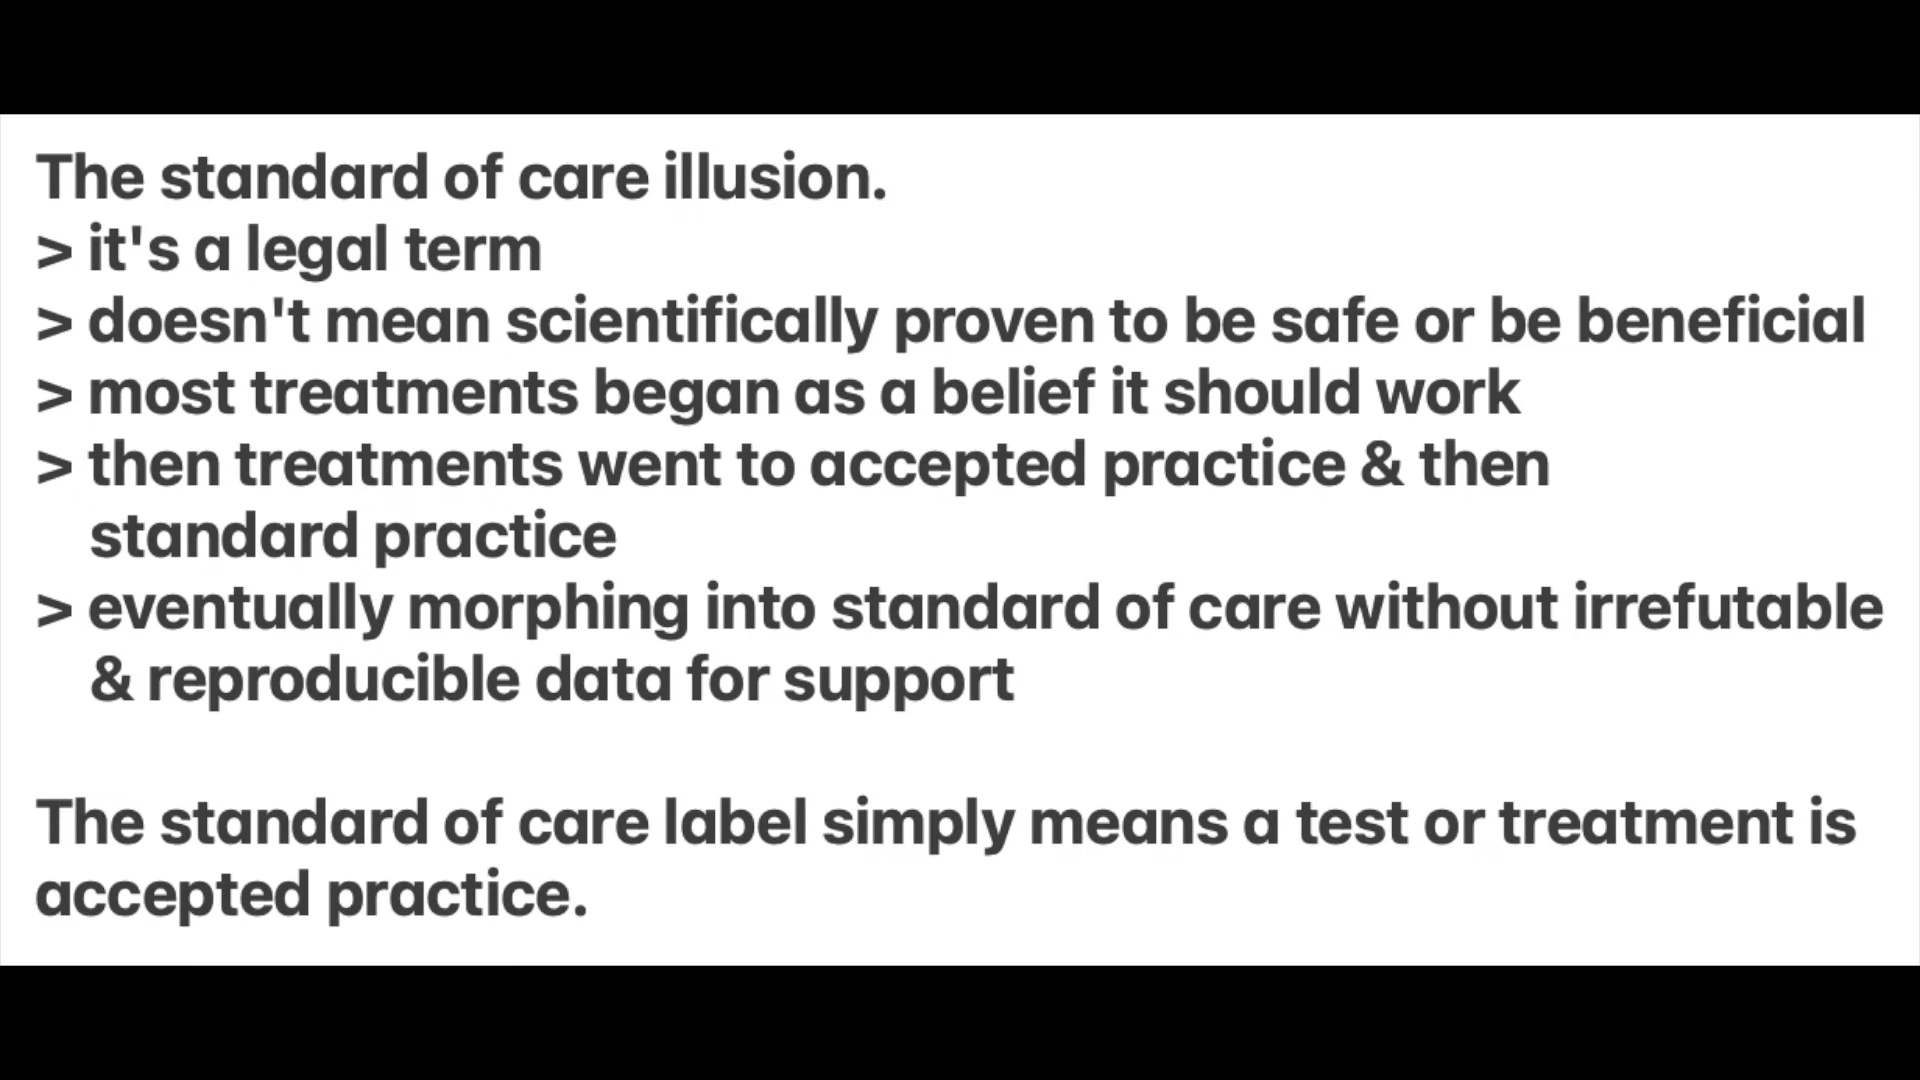 The standard of care illusion.
> it's a legal term
> doesn't mean scientifically proven to be safe or be beneficial
> most treatments began as a belief it should work
> then treatments went to accepted practice & then
standard practice
> eventually morphing into standard of care without irrefutable
& reproducible data for support
The standard of care label simply means a test or treatment is
accepted practice.